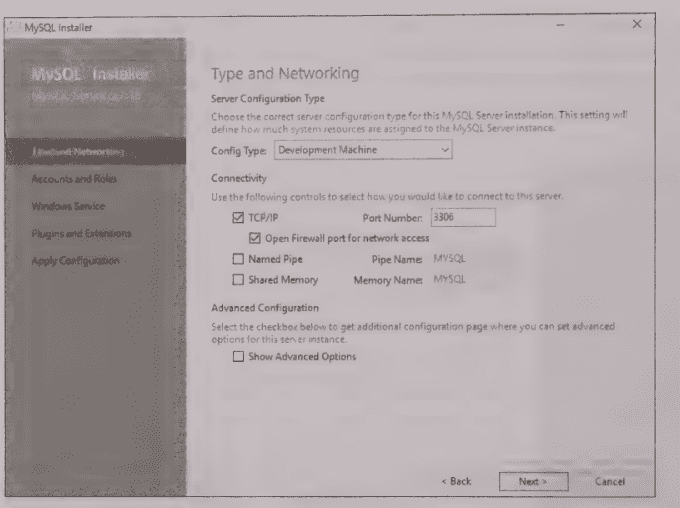 MySQL Installer
MySQL Installer
Type and Networking
Server Configuration Type
Choose the correct server configuration type for this MySQL Server installation. This setting will
define how much system resources are assigned to the MySQL Server instance.
Config Type: Development Machine
Connectivity
Use the following controls to select how you would like to connect to this server.
TCP/IP Port Number: 3306
Open Firewall port for network access
Named Pipe Pipe Name: MYSQL
Shared Memory Memory Name: MYSQL
Advanced Configuration
Select the checkbox below to get additional configuration page where you can set advanced
options for this server instance.
Show Advanced Options
Type and Networking
Accounts and Roles
Windows Service
Plugins and Extensions
Apply Configuration
< Back Next > Cancel